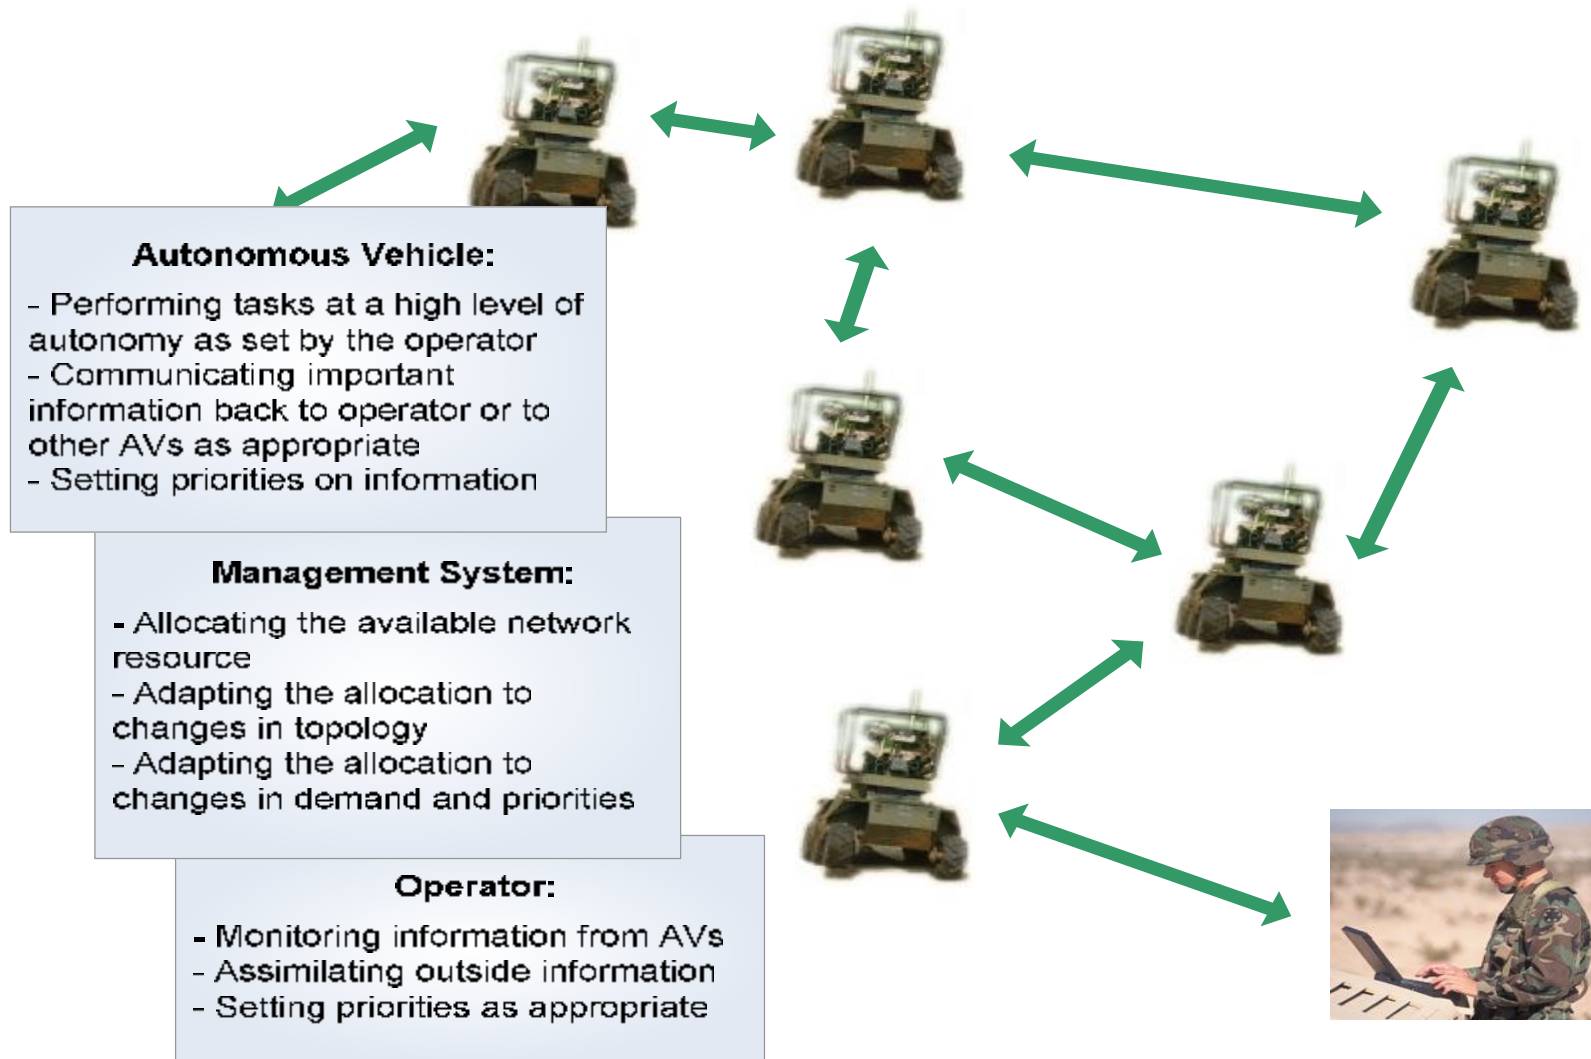 Autonomous Vehicle:
- Performing tasks at a high level of
autonomy as set by the operator
- Communicating important
information back to operator or to
other AVs as appropriate
- Setting priorities on information
Management System:
- Allocating the available network
resource
- Adapting the allocation to
changes in topology
- Adapting the allocation to
changes in demand and priorities
Operator:
- Monitoring information from AVs
- Assimilating outside information
- Setting priorities as appropriate